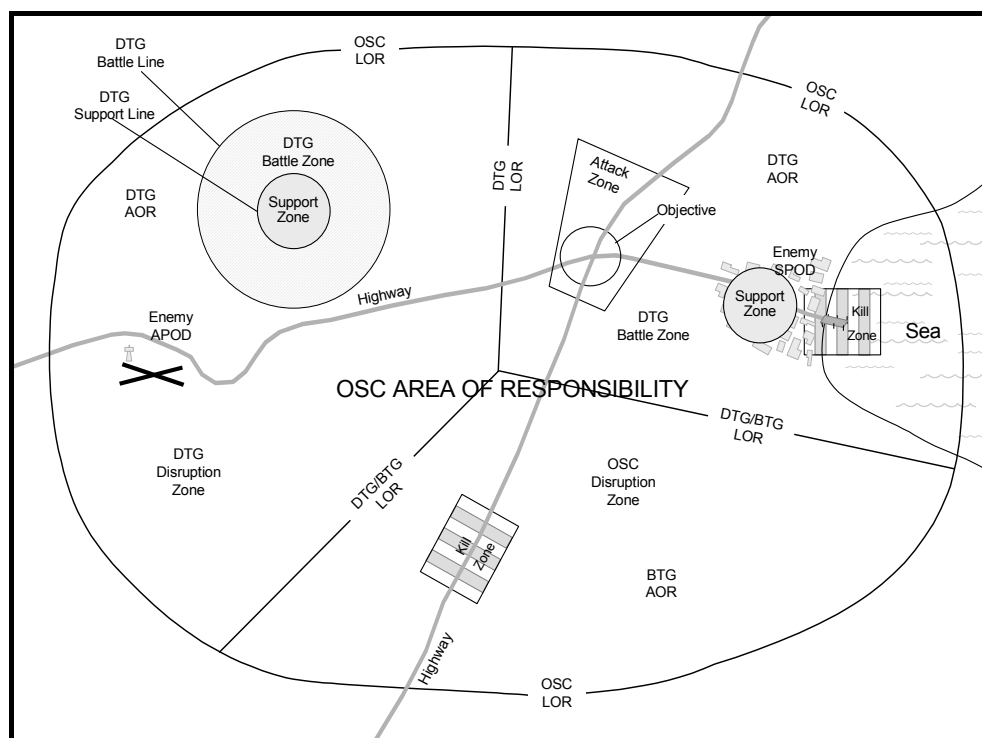 DTG
Battle Line
OSC
LOR
DTG
Support Line
OSC
LOR
DTG
Battle Zone
DTG
LOR
Attack
Zone
DTG
AOR
DTG
AOR
Support
Zone
Objective
Enemy
SPOD
Highway
Support
Zone
Enemy
APOD
DTG
Battle Zone
Kill
Zone
Sea
OSC AREA OF RESPONSIBILITY
DTG/BTG
LOR
DTG
Disruption
Zone
DTG/BTG
LOR
OSC
Disruption
Zone
Kill
Zone
BTG
AOR
Highway
OSC
LOR